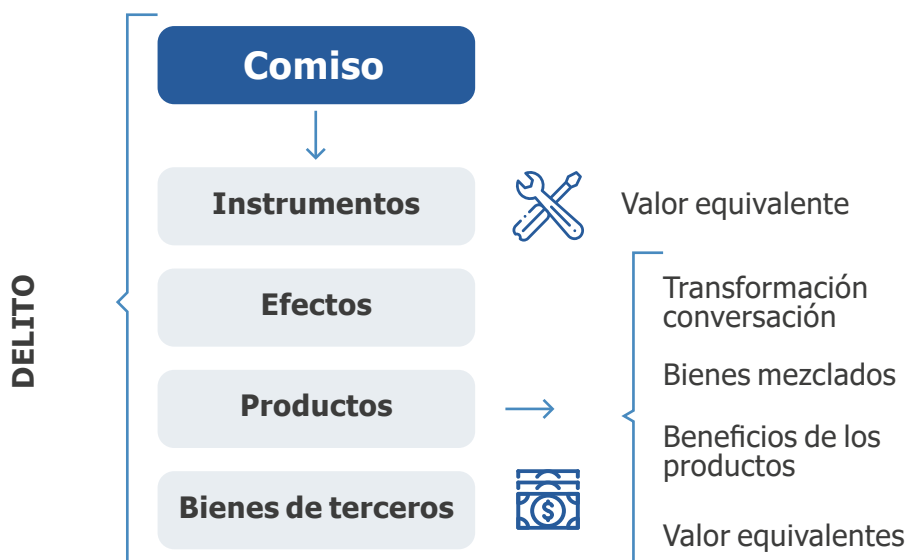 DELITO
Comiso
Instrumentos
Valor equivalente
Efectos
Productos
Bienes de terceros
Transformación
conversación
Bienes mezclados
Beneficios de los
productos
Valor equivalentes